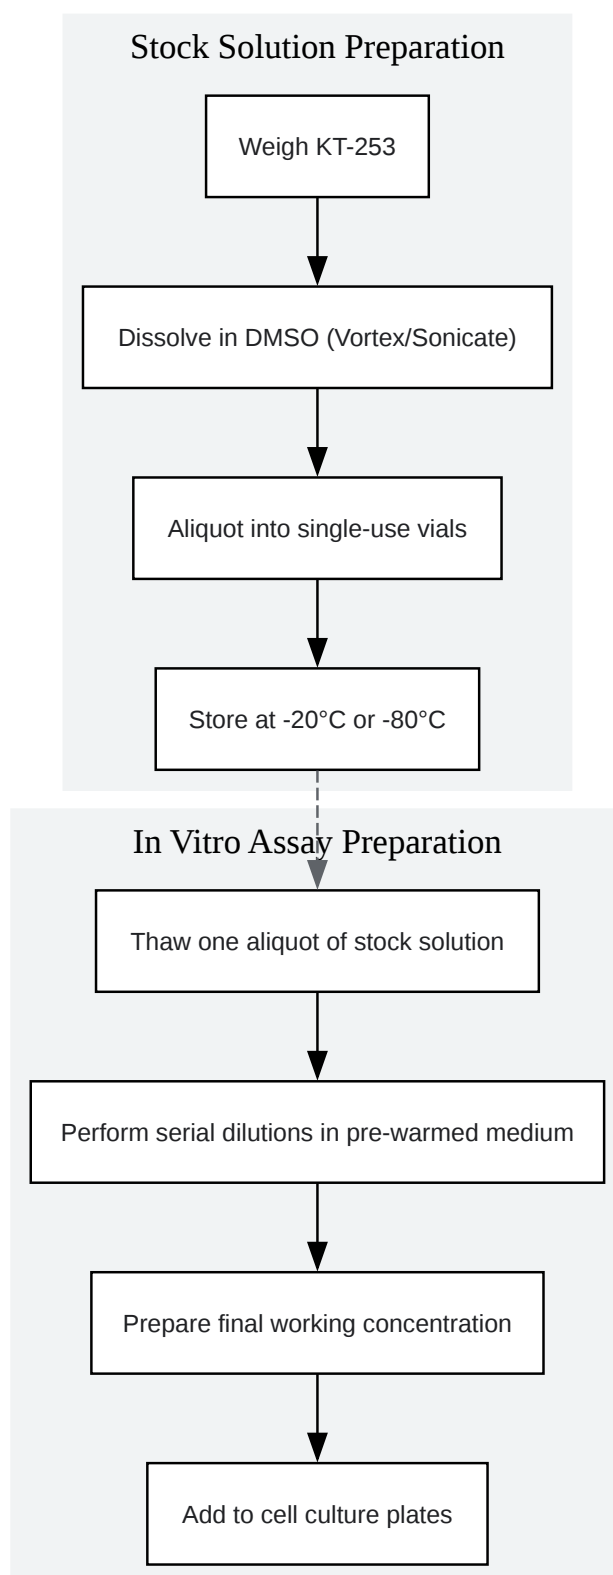 Stock Solution Preparation
Weigh KT-253
Dissolve in DMSO (Vortex/Sonicate)
Aliquot into single-use vials
Store at -20°C or -80°C
In Vitro Assay Preparation
Thaw one aliquot of stock solution
Perform serial dilutions in pre-warmed medium
Prepare final working concentration
Add to cell culture plates